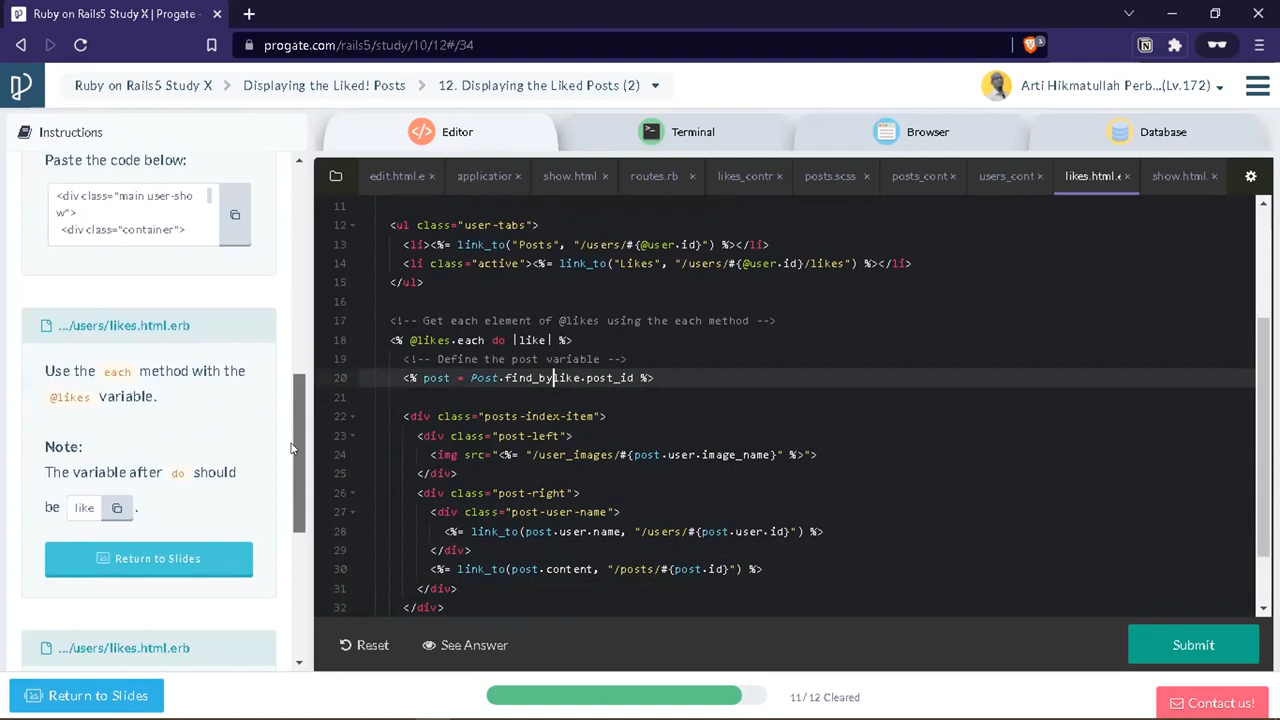 Ruby on Rails5 Study X | Progate -
progate.com/rails5/study/10/12#/34
Ruby on Rails5 Study X
Displaying the Liked! Posts
12. Displaying the Liked Posts (2)
Arti Hikmatullah Perb...(Lv.172)
Instructions
Editor
Terminal
Browser
Database
Paste the code below:
<div class="main user-sho
w">
<div class="container">
.../users/likes.html.erb
Use the each method with the
@likes variable.
Note:
The variable after do should
be like .
Return to Slides
.../users/likes.html.erb
edit.html.e
application
show.html
routes.rb
likes_contr
posts.scss
posts_cont
users_cont
likes.html.e
show.html.
11
12 <ul class="user-tabs">
13 <li><%= link_to("Posts", "/users/#{@user.id}") %></li>
14 <li class="active"><%= link_to("Likes", "/users/#{@user.id}/likes") %></li>
15 </ul>
16
17 <!-- Get each element of @likes using the each method -->
18 <% @likes.each do |like| %>
19 <!-- Define the post variable -->
20 <% post = Post.find_bylike.post_id %>
21
22 <div class="posts-index-item">
23 <div class="post-left">
24 <img src="<%= "/user_images/#{post.user.image_name}" %>">
25 </div>
26 <div class="post-right">
27 <div class="post-user-name">
28 <%= link_to(post.user.name, "/users/#{post.user.id}") %>
29 </div>
30 <%= link_to(post.content, "/posts/#{post.id}") %>
31 </div>
32 </div>
Reset
See Answer
Submit
Return to Slides
11/12 Cleared
Contact us!